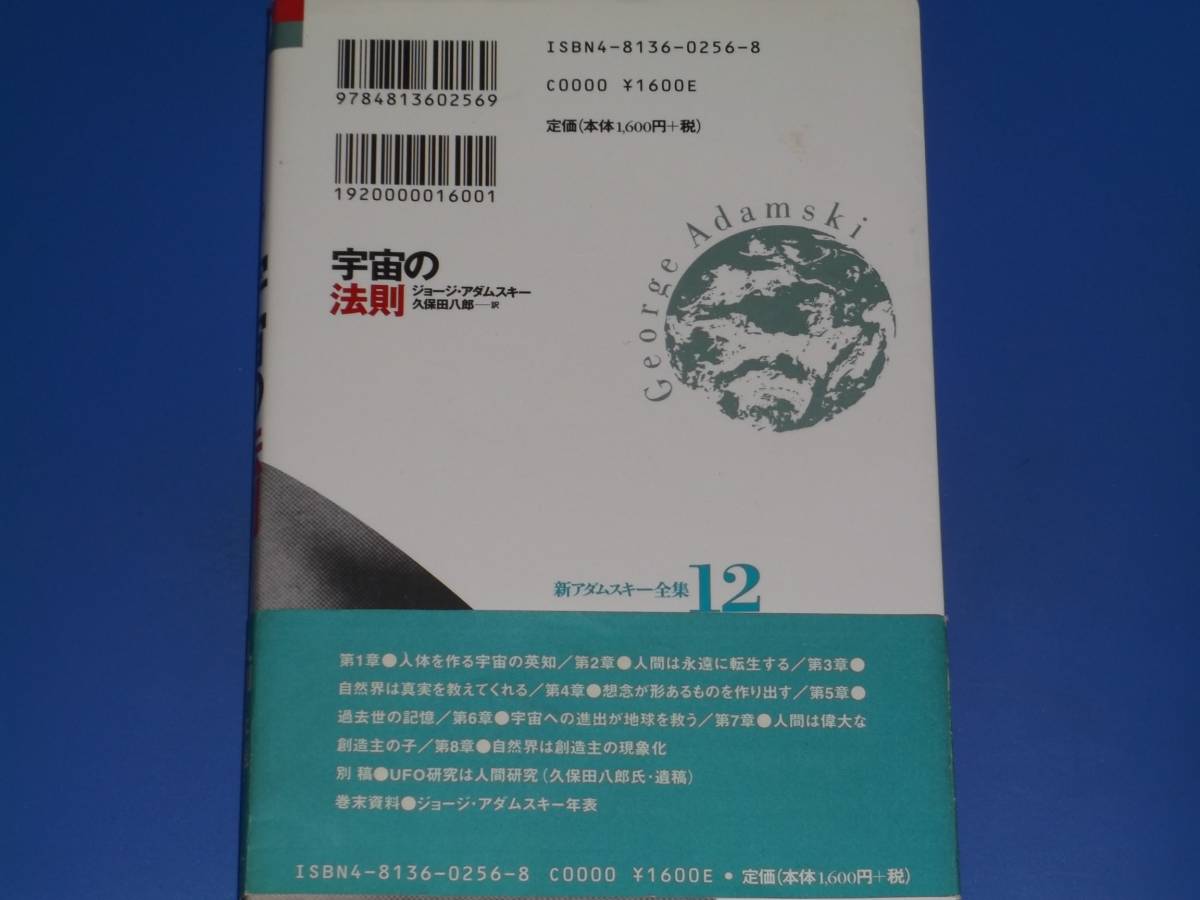 ISBN4-8136-0256-8
9784813602569
C0000 ¥1600E
定価(本体1,600円+税)
1920000016001
George Adamski
宇宙の
法則
ジョージ・アダムスキー
久保田八郎―訳
新アダムスキー全集12
第1章●人体を作る宇宙の英知/第2章●人間は永遠に転生する/第3章●
自然界は真実を教えてくれる/第4章●想念が形あるものを作り出す/第5章●
過去世の記憶/第6章●宇宙への進出が地球を救う/第7章●人間は偉大な
創造主の子/第8章●自然界は創造主の現象化
別 稿●UFO研究は人間研究(久保田八郎氏・遺稿)
巻末資料●ジョージ・アダムスキー年表
ISBN4-8136-0256-8 C0000 ¥1600E ・定価(本体1,600円+税)